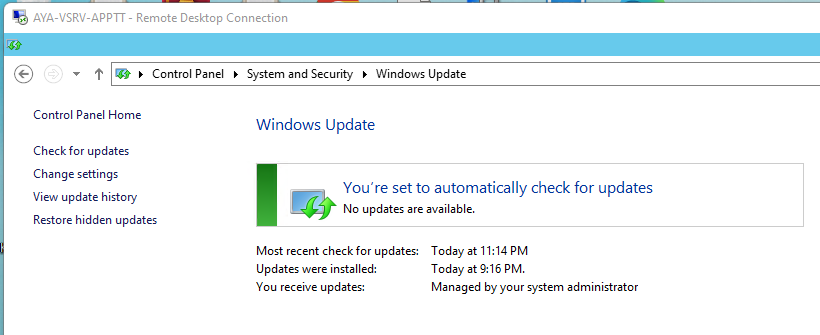 AYA-VSRV-APPTT - Remote Desktop Connection
Control Panel System and Security Windows Update
Control Panel Home
Check for updates
Change settings
View update history
Restore hidden updates
Windows Update
You're set to automatically check for updates
No updates are available.
Most recent check for updates: Today at 11:14 PM
Updates were installed: Today at 9:16 PM.
You receive updates: Managed by your system administrator